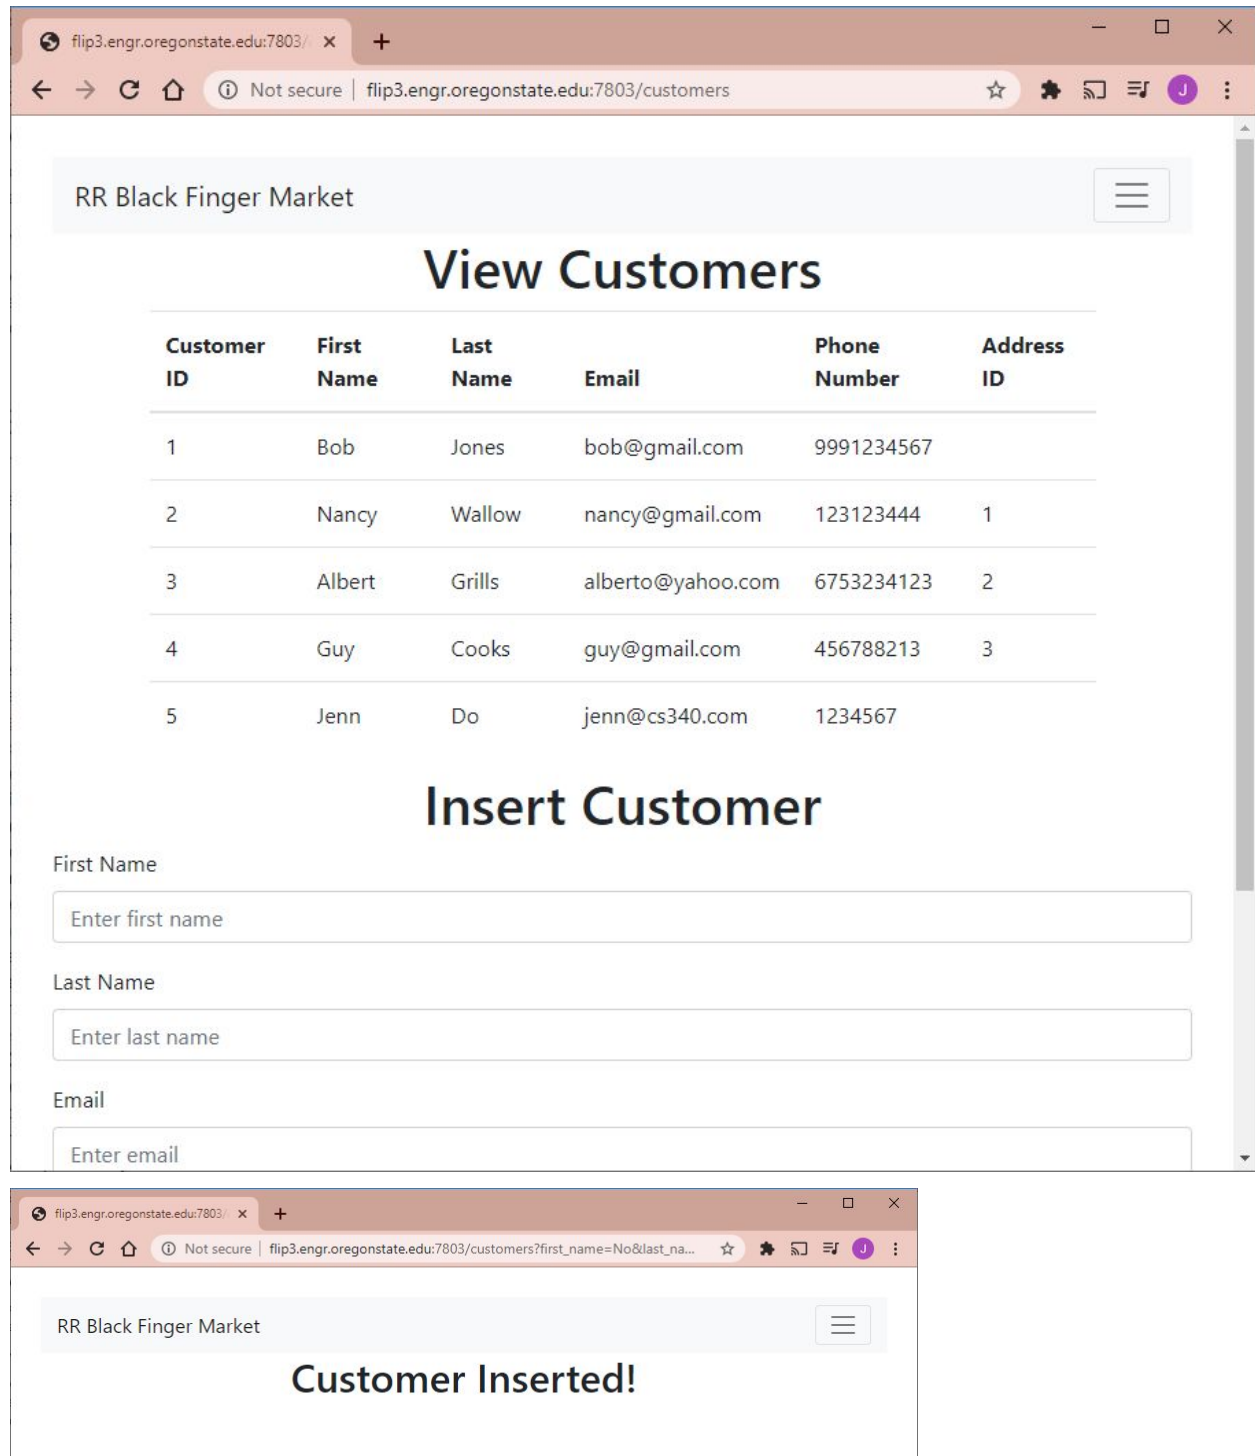 flip3.engr.oregonstate.edu:7803/
Not secure | flip3.engr.oregonstate.edu:7803/customers
J
RR Black Finger Market
View Customers
Customer ID First Name Last Name Email Phone Number Address ID
1 Bob Jones bob@gmail.com 9991234567
2 Nancy Wallow nancy@gmail.com 123123444 1
3 Albert Grills alberto@yahoo.com 6753234123 2
4 Guy Cooks guy@gmail.com 456788213 3
5 Jenn Do jenn@cs340.com 1234567
Insert Customer
First Name
Enter first name
Last Name
Enter last name
Email
Enter email
flip3.engr.oregonstate.edu:7803/
Not secure | flip3.engr.oregonstate.edu:7803/customers?first_name=No&last_na...
J
RR Black Finger Market
Customer Inserted!